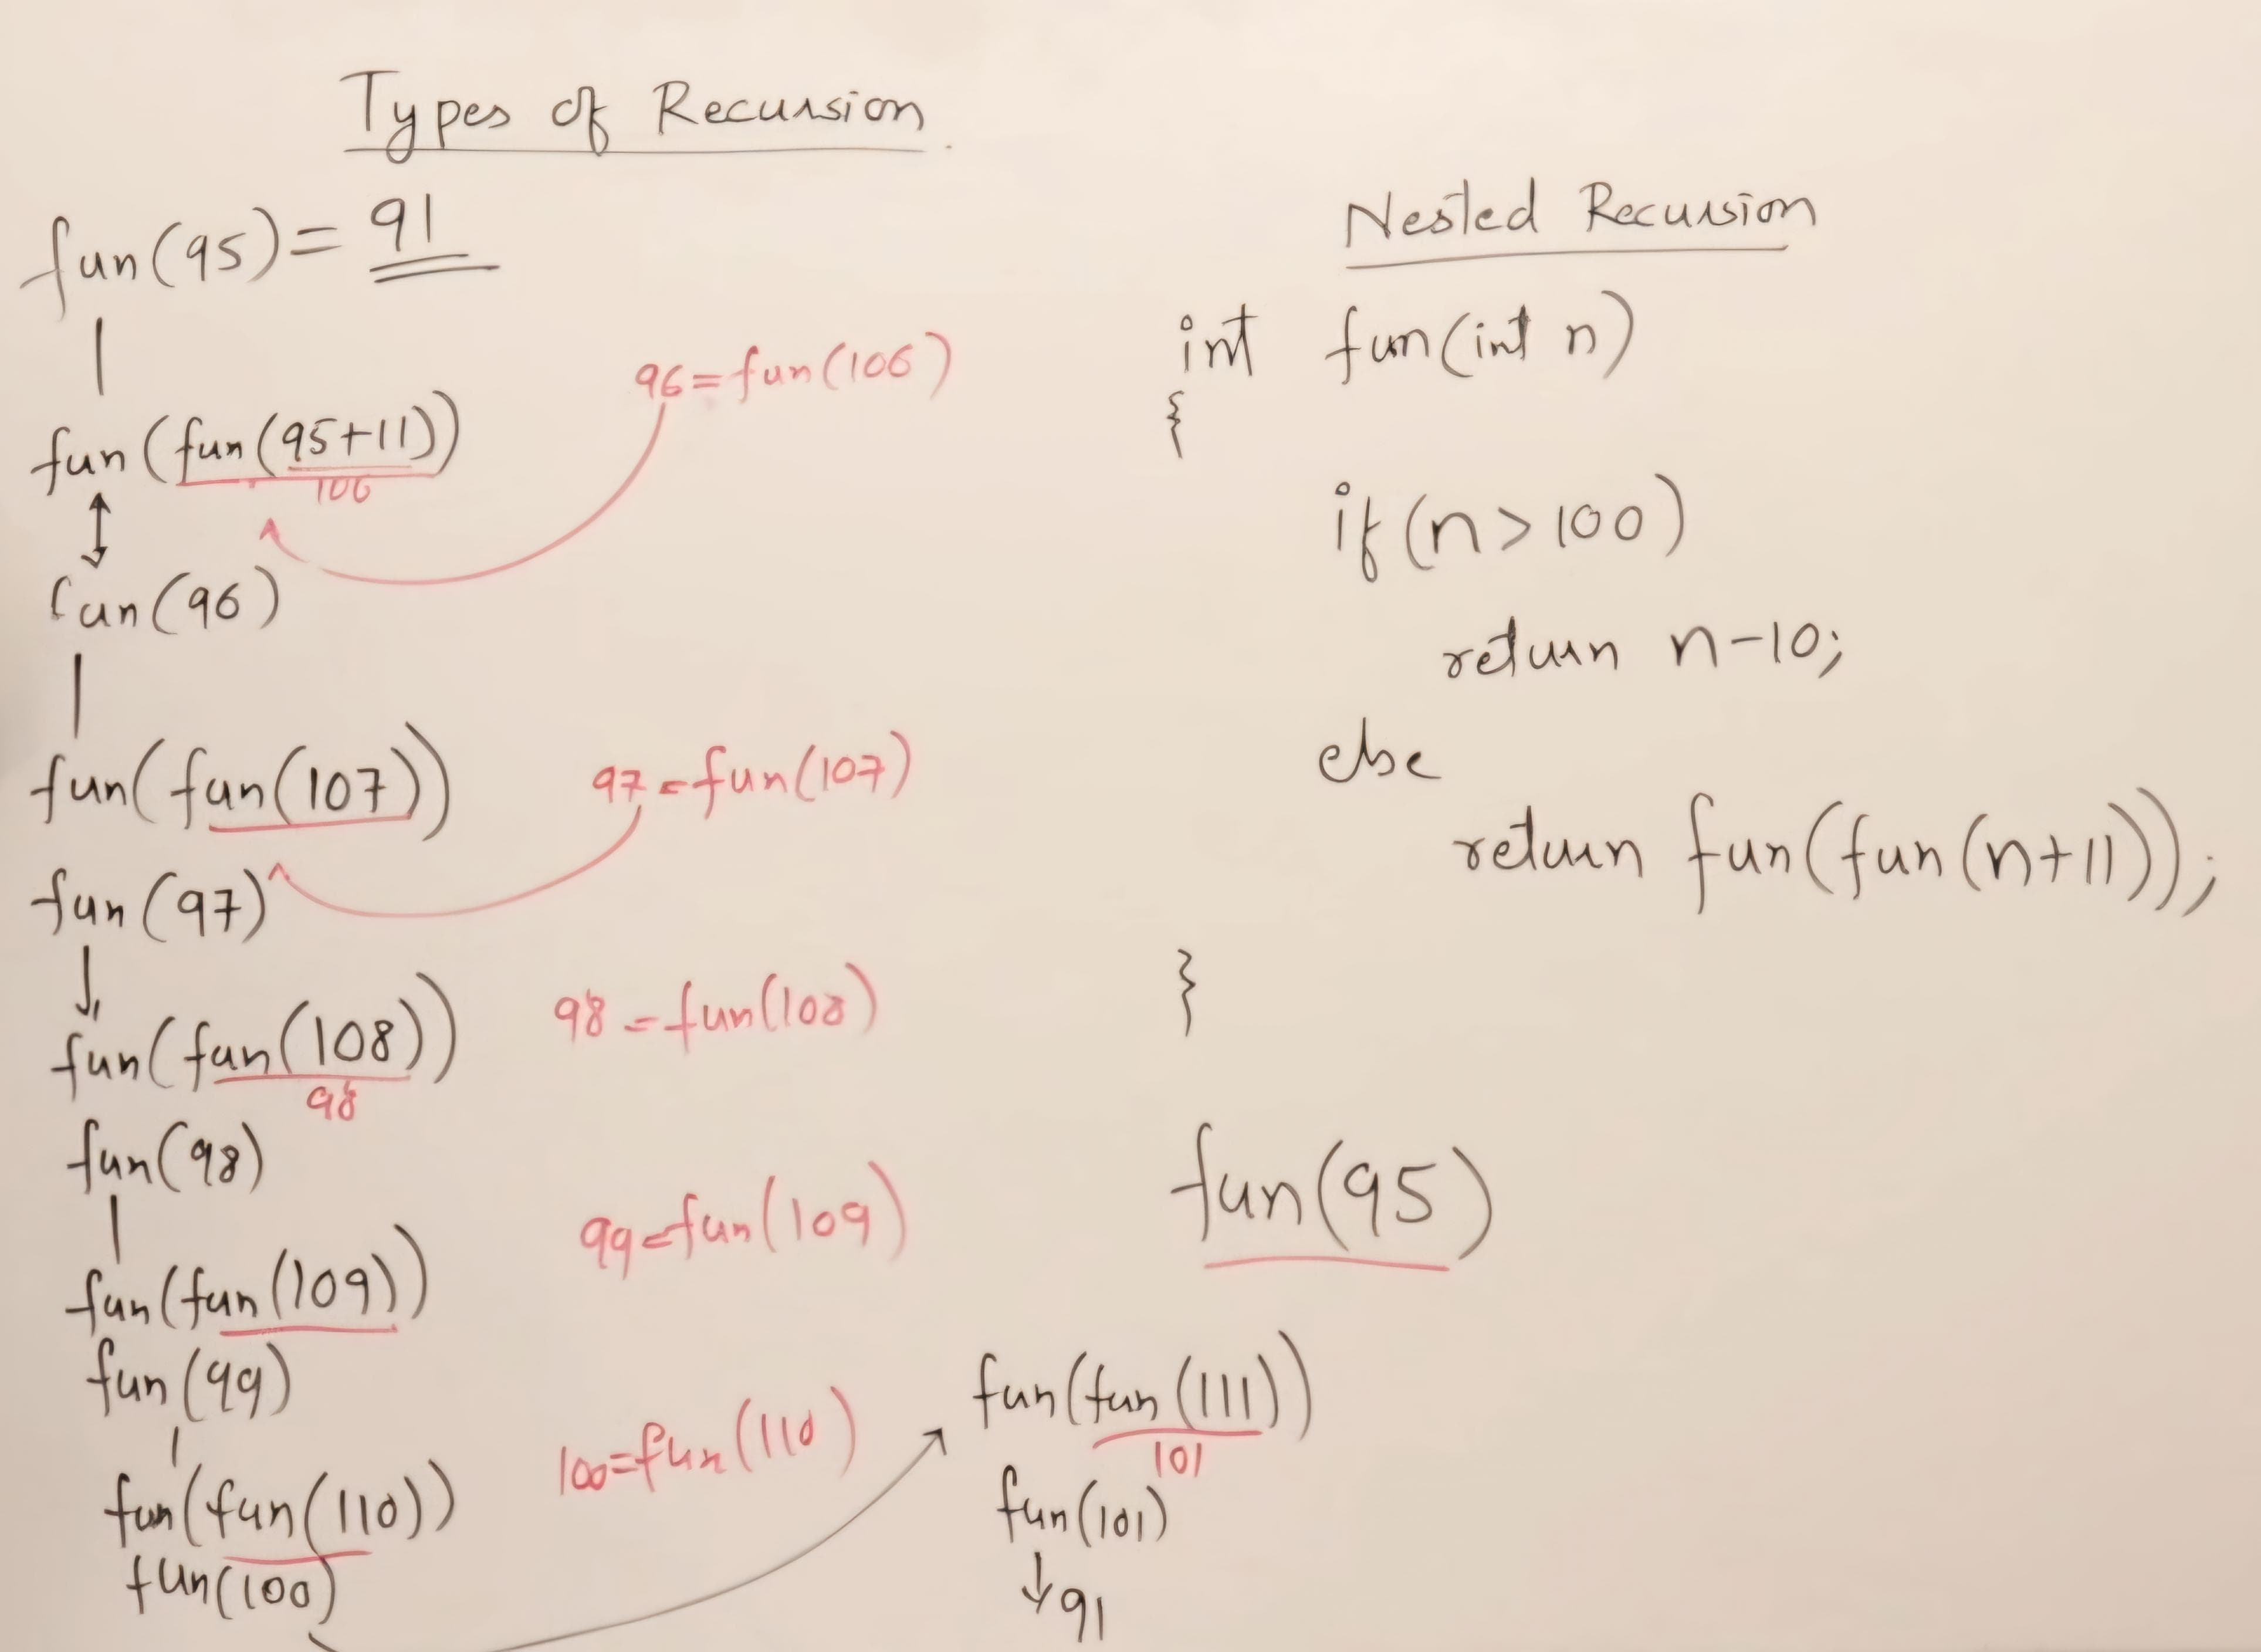 Types of Recursion
fun(95) = 91
96 = fun(106)
fun(fun(95+11))
106
fun(96)
fun(fun(107))
97 = fun(107)
fun(97)
fun(fun(108))
98 = fun(108)
98
fun(98)
99 = fun(109)
fun(fun(109))
fun(99)
100 = fun(110)
fun(fun(110))
fun(100)
Nested Recursion
int fun(int n)
{
if(n>100)
return n-10;
else
return fun(fun(n+11));
}
fun(95)
fun(fun(111))
101
fun(101)
91